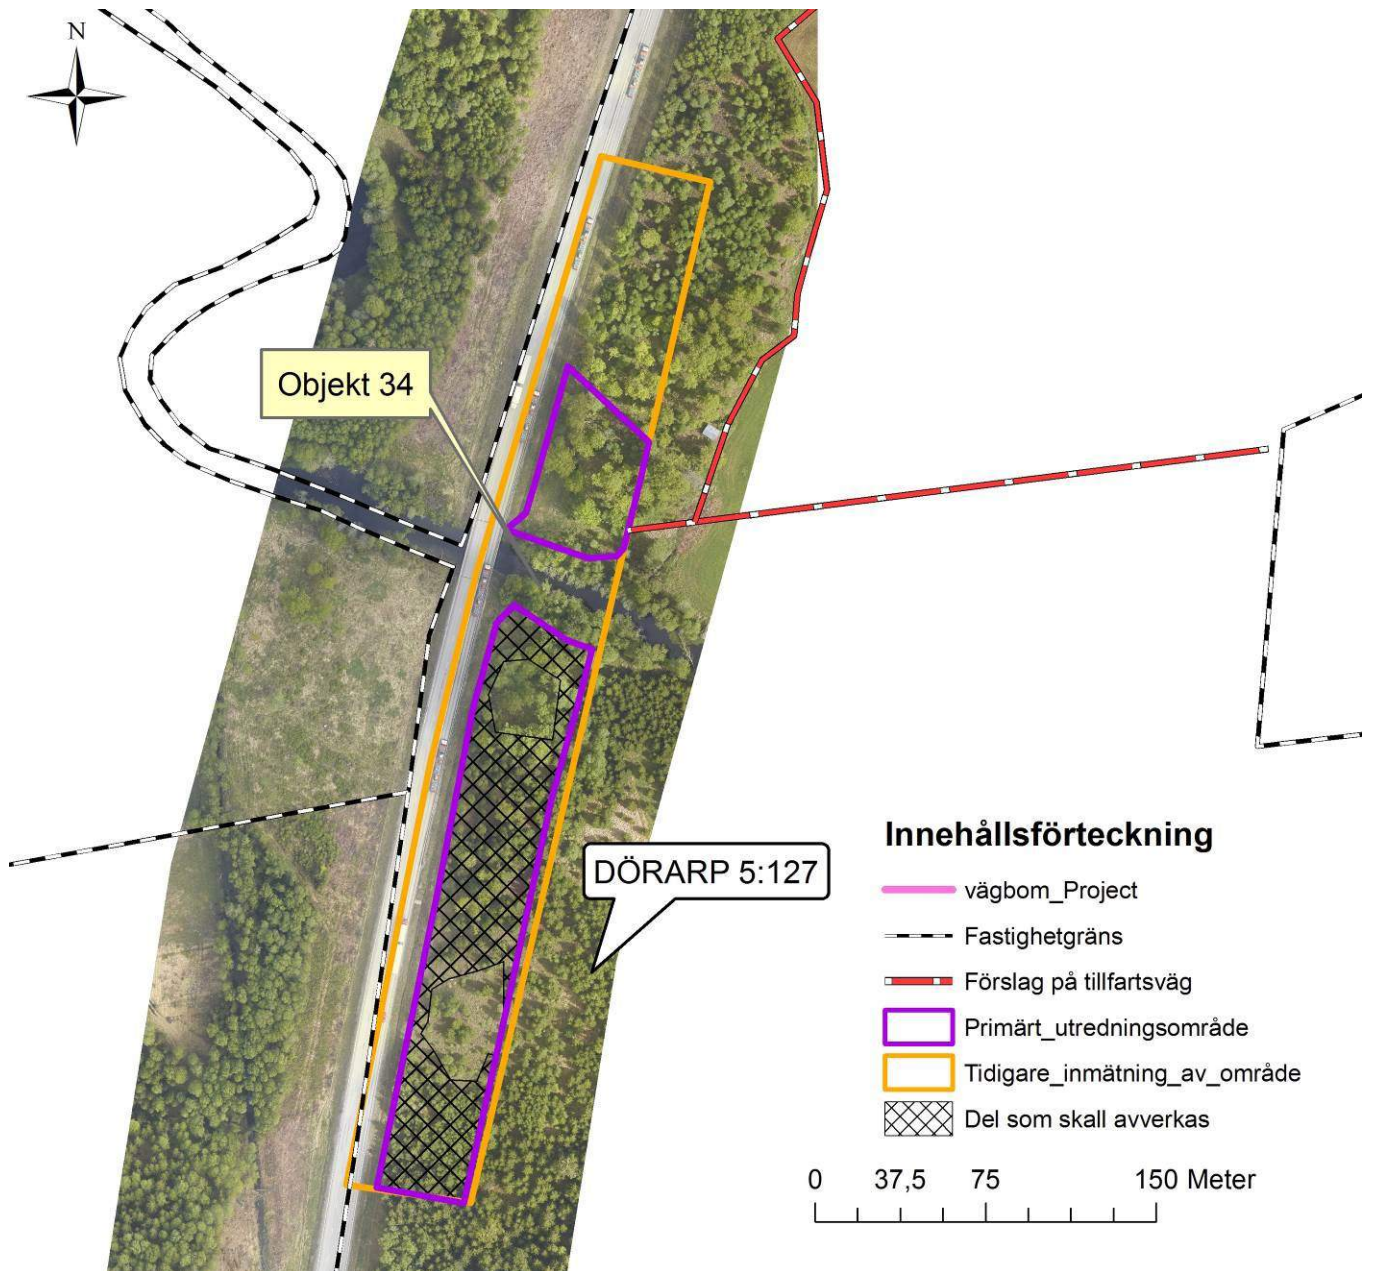 N
Objekt 34
DÖRARP 5:127
Innehållsförteckning
vägbom_Project
Fastighetgräns
Förslag på tillfartsväg
Primärt_utredningsområde
Tidigare_inmätning_av_område
Del som skall avverkas
0 37,5 75 150 Meter